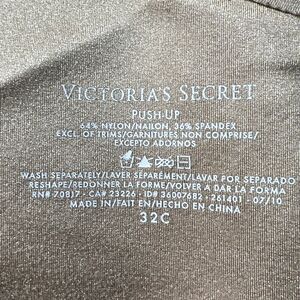 VICTORIA'S SECRET
PUSH-UP
64% NYLON/NAILON, 36% SPANDEX
EXCL. OF TRIMS/GARNITURES NON COMPRISE/
EXCEPTO ADORNOS
WASH SEPARATELY/LAVER SÉPARÉMENT/LAVAR POR SEPARADO
RESHAPE/REDONNER LA FORME/VOLVER A DAR LA FORMA
RN# 70817 • CA# 23226 • ID# 36007682 • 261401 • 07/10
MADE IN/FAIT EN/HECHO EN CHINA
32C